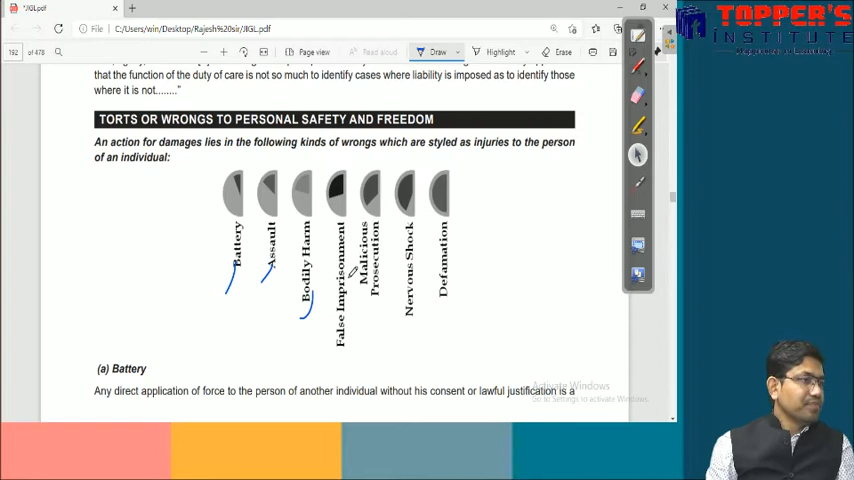 JIGL.pdf
File
C:/Users/win/Desktop/Rajesh%20sir/JIGL.pdf
192 of 478
Page view
Read aloud
Draw
Highlight
Erase
TOPPER'S
INSTITUTE
that the function of the duty of care is not so much to identify cases where liability is imposed as to identify those
where it is not........"
TORTS OR WRONGS TO PERSONAL SAFETY AND FREEDOM
An action for damages lies in the following kinds of wrongs which are styled as injuries to the person
of an individual:
Battery
Assault
Bodily Harm
False Imprisonment
Malicious
Prosecution
Nervous Shock
Defamation
(a) Battery
Any direct application of force to the person of another individual without his consent or lawful justification is a
Activate Windows
Go to Settings to activate Windows.